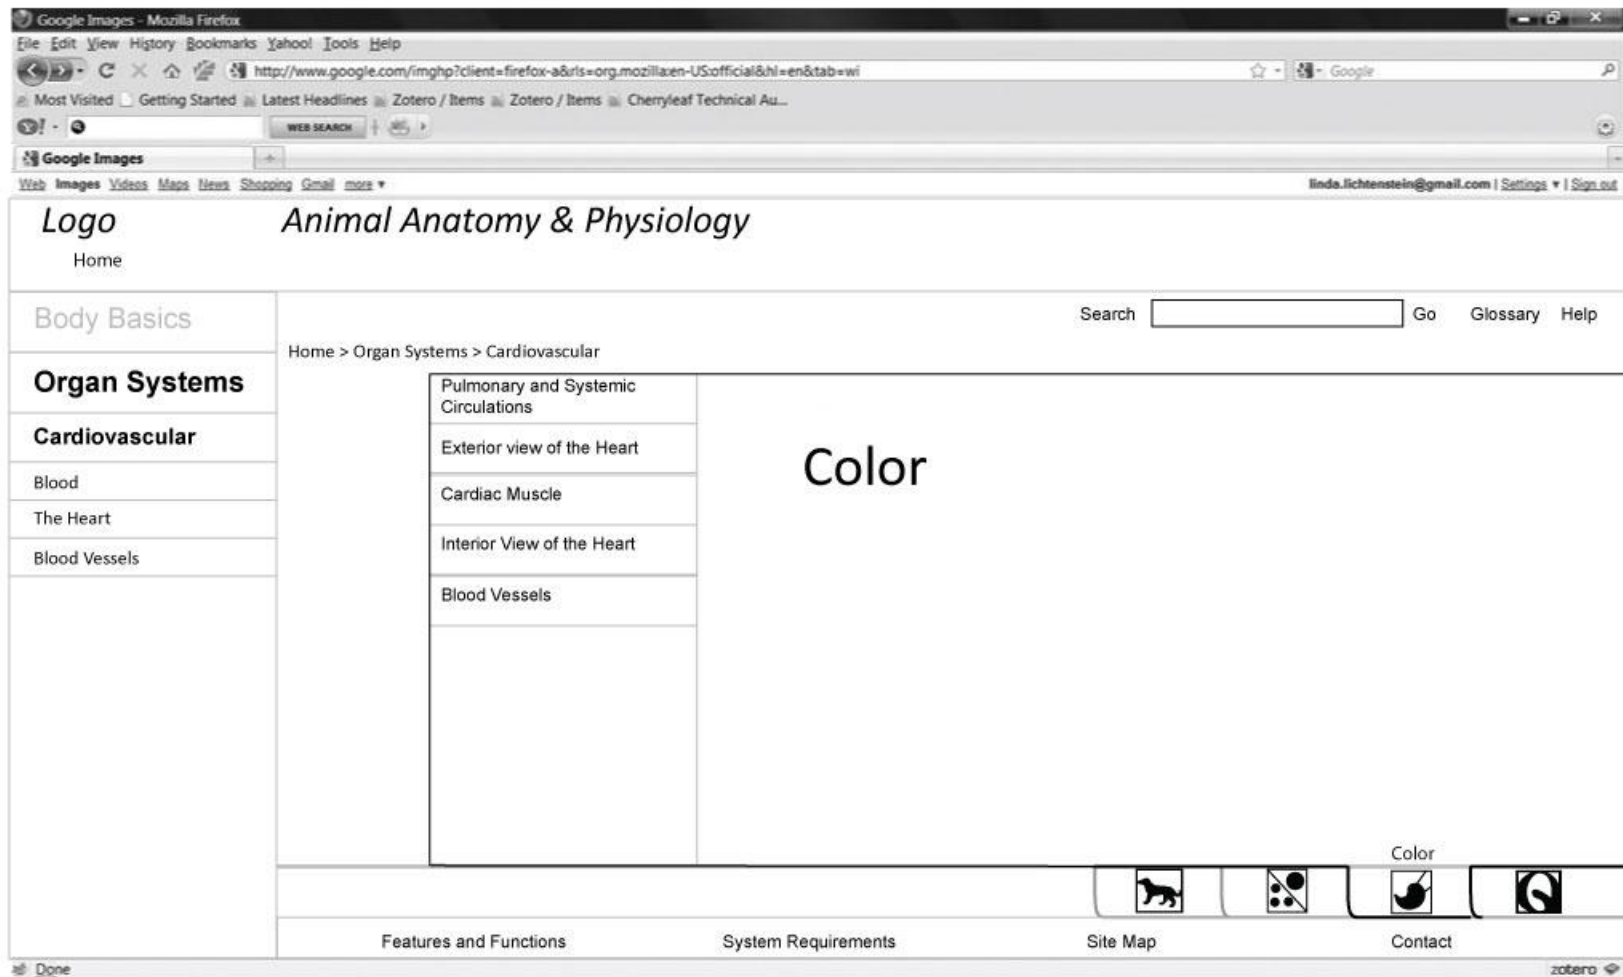 Google Images - Mozilla Firefox
File Edit View History Bookmarks Yahoo! Tools Help
http://www.google.com/imghp?client=firefox-a&rls=org.mozilla:en-US:official&hl=en&tab=wi
Google
Most Visited Getting Started Latest Headlines Zotero / Items Zotero / Items Cherryleaf Technical Au...
WEB SEARCH
Google Images
Web Images Videos Maps News Shopping Gmail more ▼
linda.lichtenstein@gmail.com | Settings ▼ | Sign out
Logo
Animal Anatomy & Physiology
Home
Body Basics
Search Go Glossary Help
Home > Organ Systems > Cardiovascular
Organ Systems
Cardiovascular
Blood
The Heart
Blood Vessels
Pulmonary and Systemic
Circulations
Exterior view of the Heart
Cardiac Muscle
Interior View of the Heart
Blood Vessels
Color
Color
Features and Functions System Requirements Site Map Contact
Done
zotero